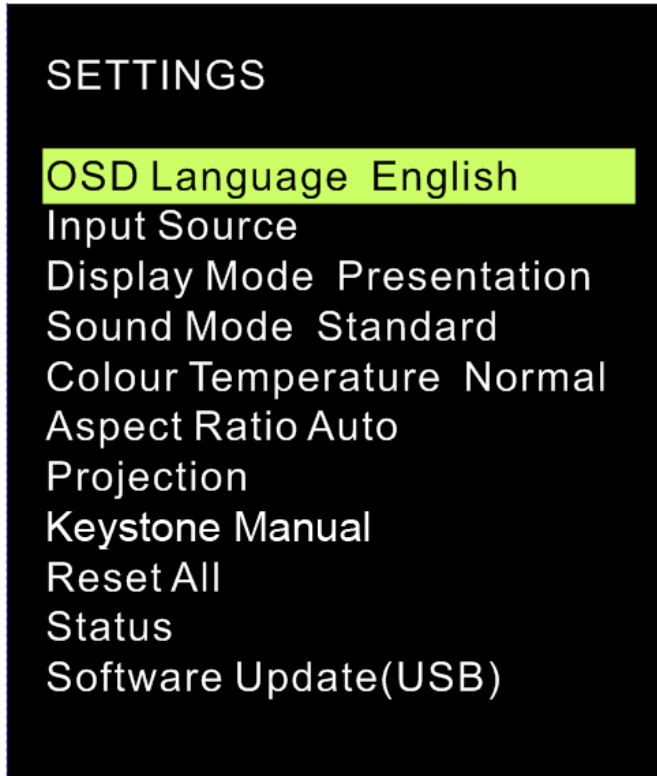 SETTINGS
OSD Language English
Input Source
Display Mode Presentation
Sound Mode Standard
Colour Temperature Normal
Aspect Ratio Auto
Projection
Keystone Manual
Reset All
Status
Software Update(USB)